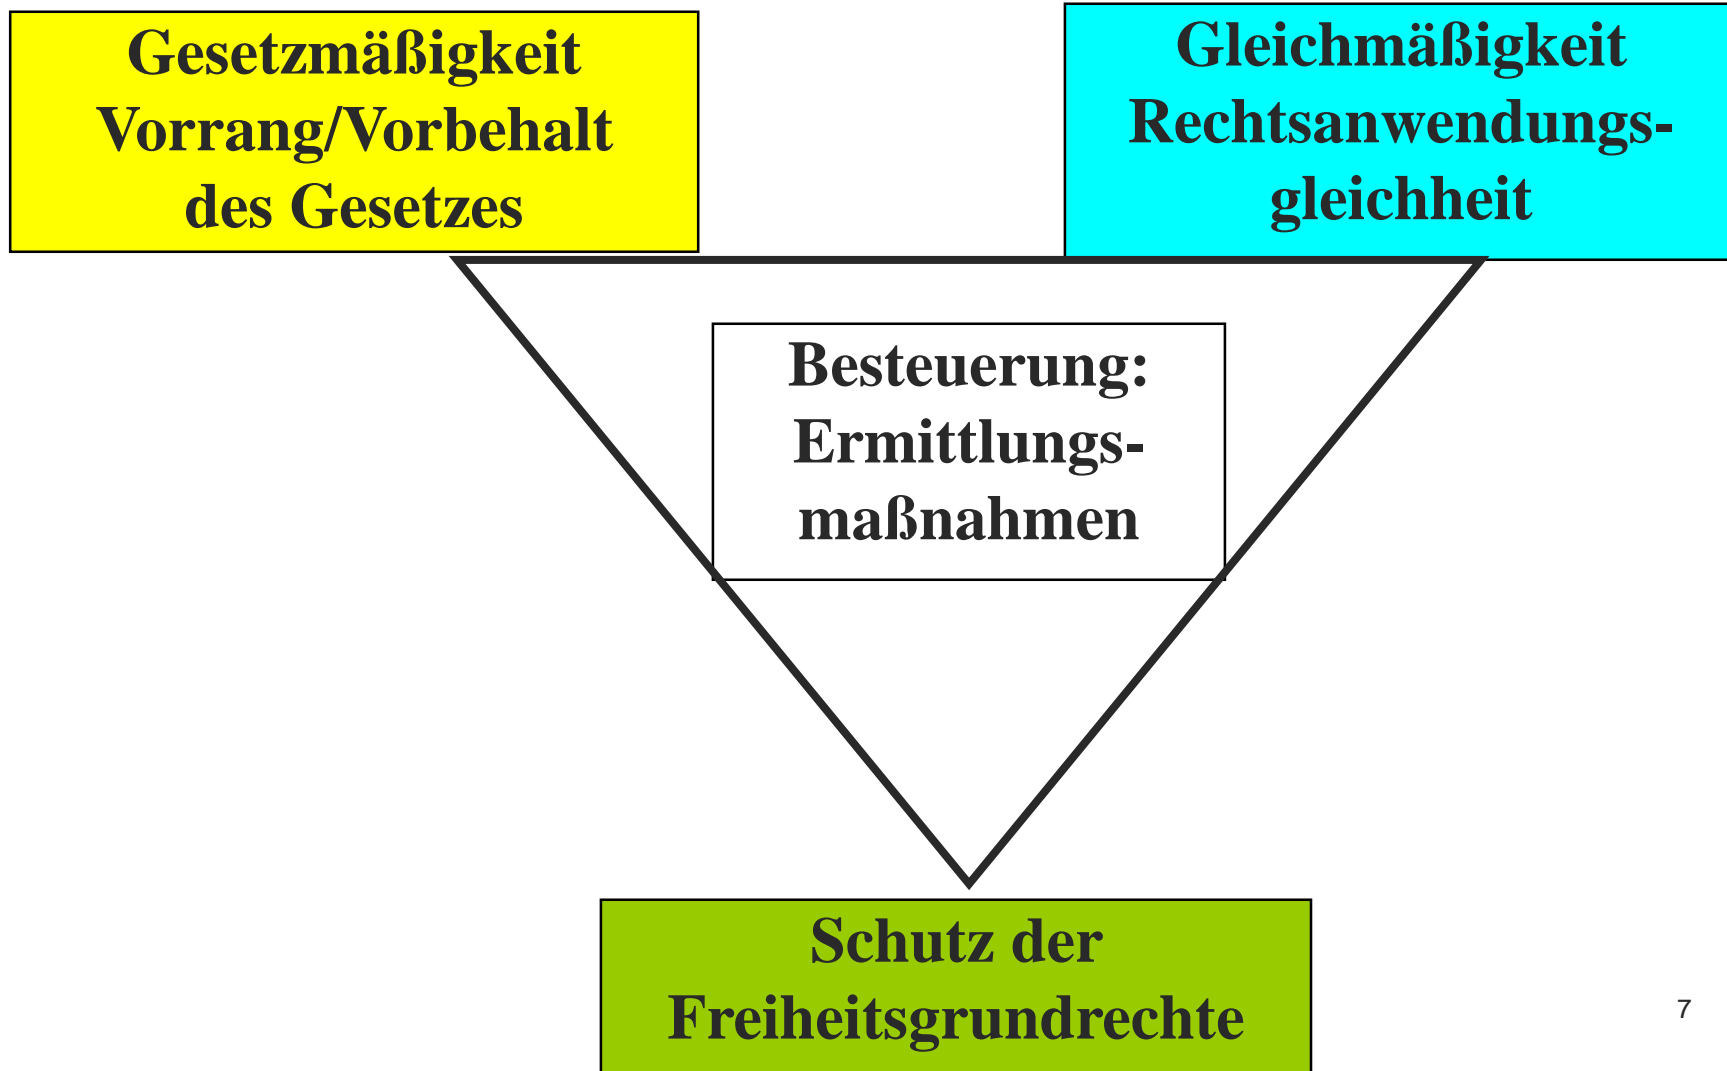 Gesetzmäßigkeit
Vorrang/Vorbehalt
des Gesetzes
Gleichmäßigkeit
Rechtsanwendungs-
gleichheit
Besteuerung:
Ermittlungs-
maßnahmen
Schutz der
Freiheitsgrundrechte
7